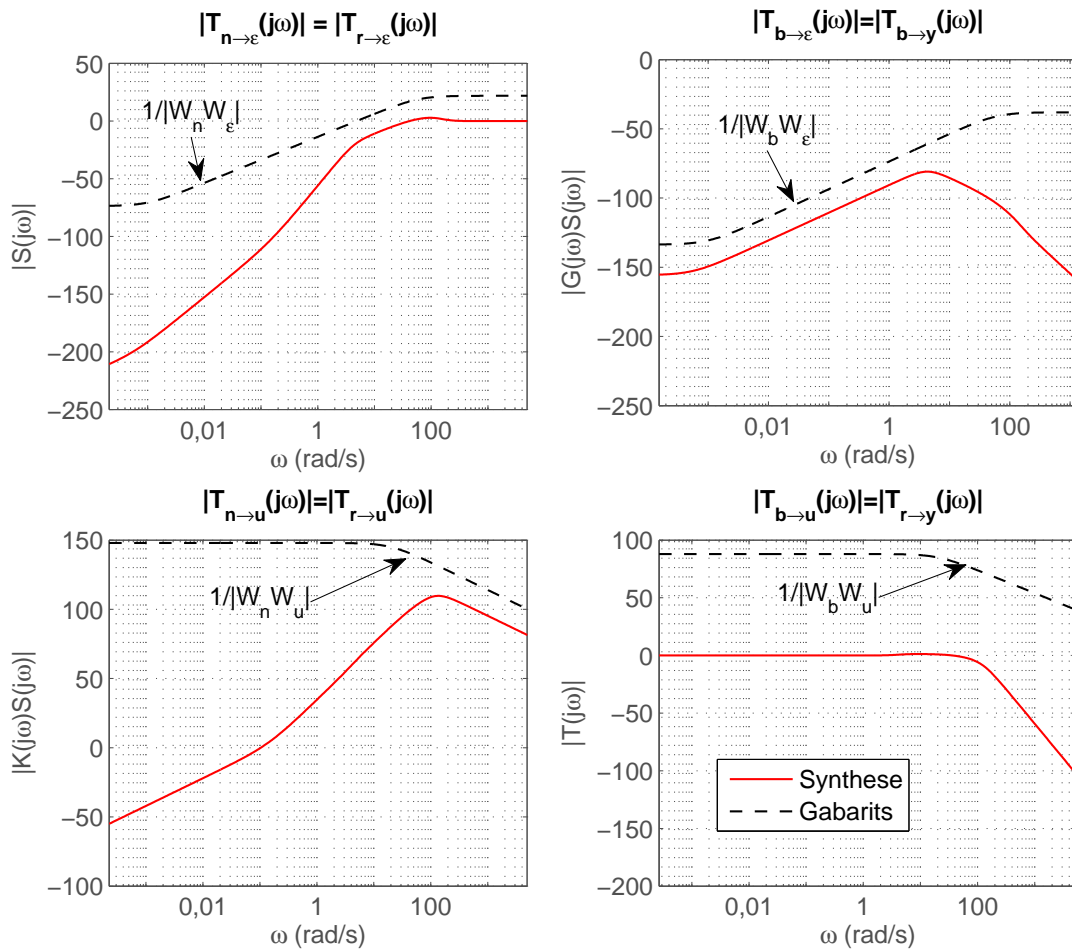 |T_{n→ε}(jω)| = |T_{r→ε}(jω)|
50
0
−50
−100
−150
−200
−250
|S(jω)|
1/|W_n W_ε|
0,01
1
100
ω (rad/s)
|T_{b→ε}(jω)|=|T_{b→y}(jω)|
0
−50
−100
−150
−200
−250
|G(jω)S(jω)|
1/|W_b W_ε|
0,01
1
100
ω (rad/s)
|T_{n→u}(jω)|=|T_{r→u}(jω)|
150
100
50
0
−50
−100
|K(jω)S(jω)|
1/|W_n W_u|
0,01
1
100
ω (rad/s)
|T_{b→u}(jω)|=|T_{r→y}(jω)|
100
50
0
−50
−100
−150
−200
|T(jω)|
1/|W_b W_u|
Synthese
Gabarits
0,01
1
100
ω (rad/s)